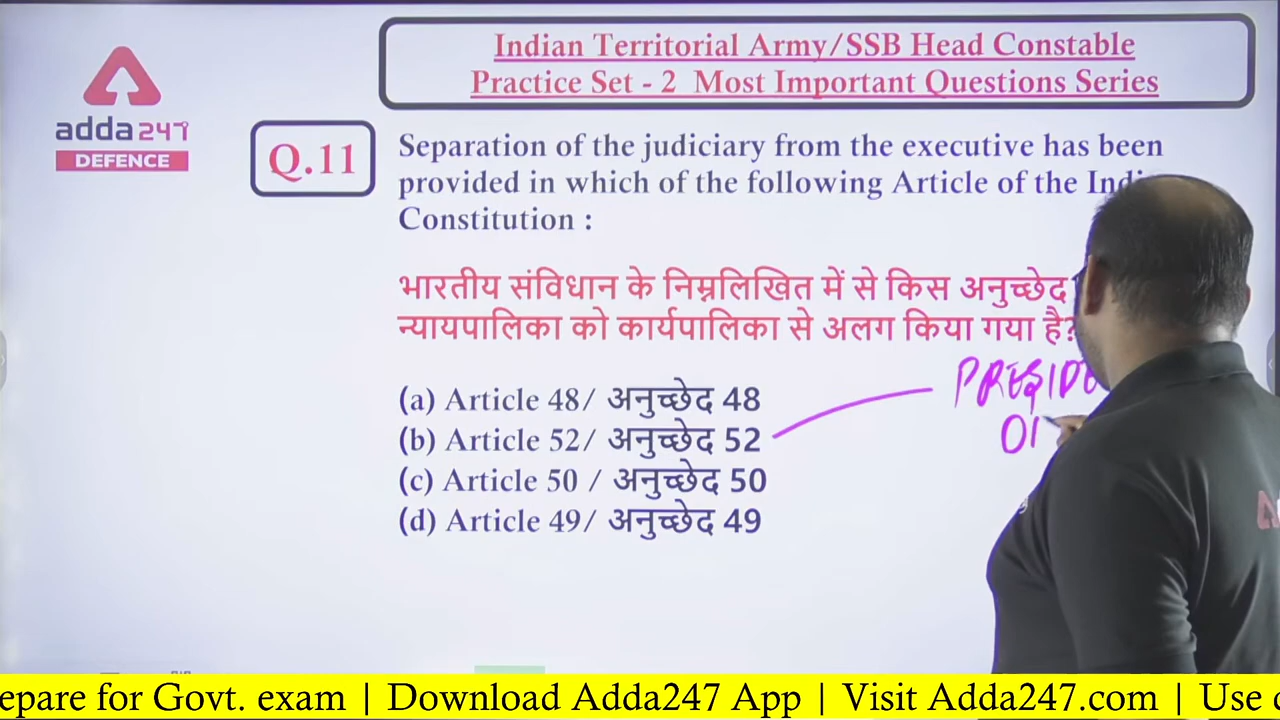 Indian Territorial Army/SSB Head Constable
Practice Set - 2 Most Important Questions Series
adda247
DEFENCE
Q.11
Separation of the judiciary from the executive has been
provided in which of the following Article of the
Constitution :
भारतीय संविधान के निम्नलिखित में से किस अनुच्छेद
न्यायपालिका को कार्यपालिका से अलग किया गया है?
PRESIDE
(a) Article 48/ अनुच्छेद 48
(b) Article 52/ अनुच्छेद 52
(c) Article 50 / अनुच्छेद 50
(d) Article 49/ अनुच्छेद 49
epare for Govt. exam | Download Adda247 App | Visit Adda247.com | Use